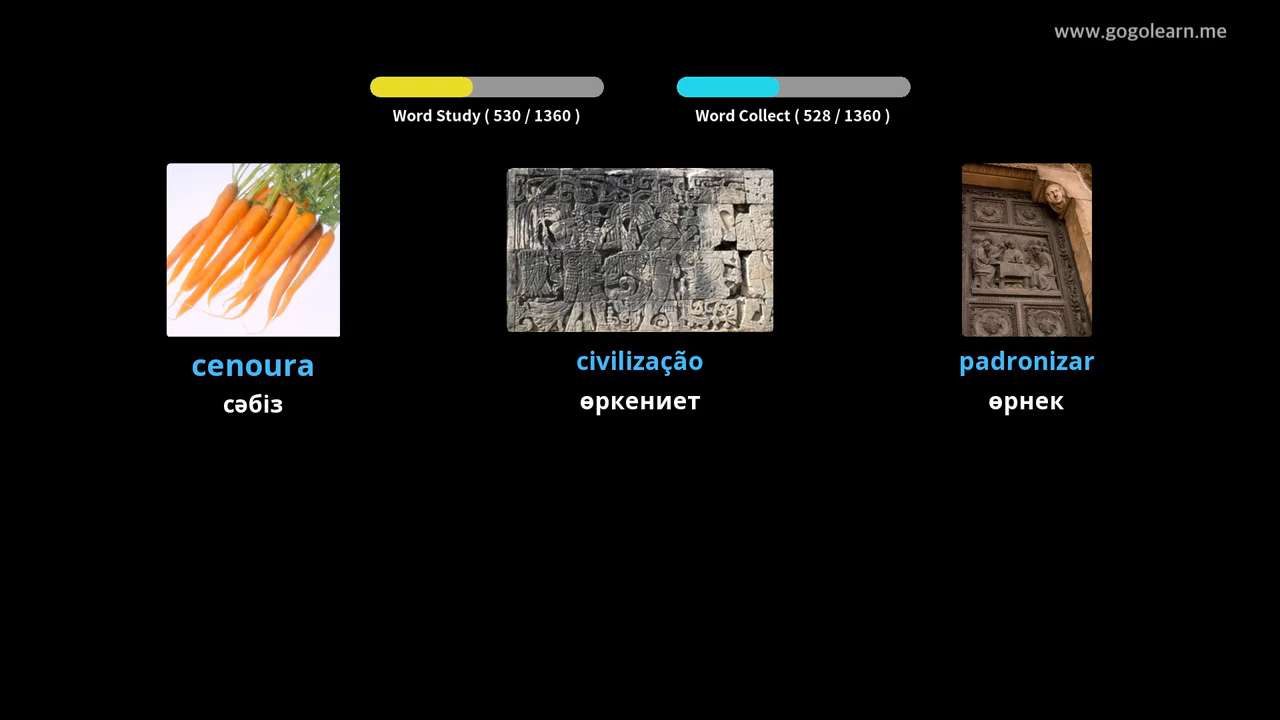 www.gogolearn.me
Word Study ( 530 / 1360 )
Word Collect ( 528 / 1360 )
cenoura
civilização
padronizar
сәбіз
өркениет
өрнек